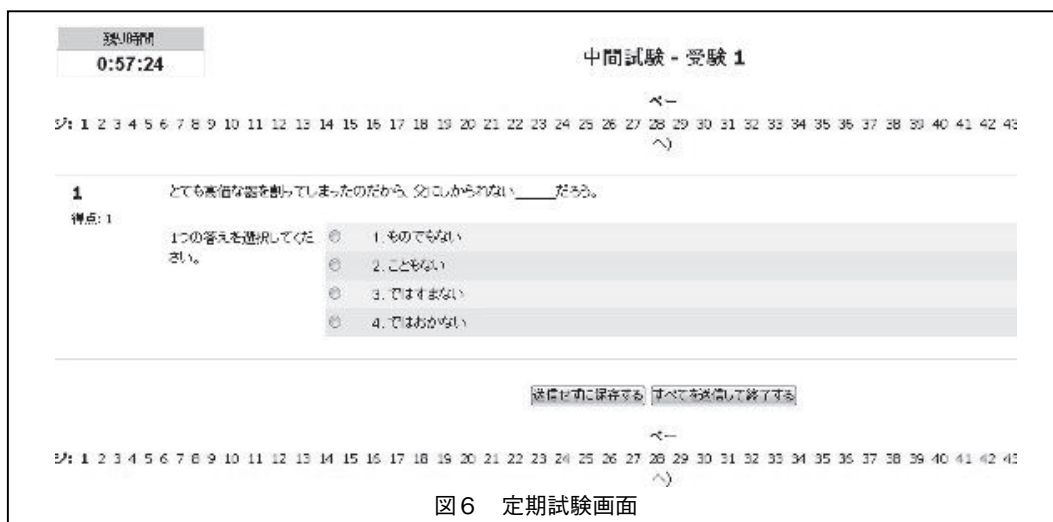 残り時間
0:57:24
中間試験 - 受験 1
ペー
ジ: 1 2 3 4 5 6 7 8 9 10 11 12 13 14 15 16 17 18 19 20 21 22 23 24 25 26 27 28 29 30 31 32 33 34 35 36 37 38 39 40 41 42 43
へ)
1
とても高価な器を割ってしまったのだから、父にしかられない_____だろう。
得点: 1
1つの答えを選択してくだ
さい。
1. ものでもない
2. こともない
3. ではすまない
4. ではおかない
送信せずに保存する すべてを送信して終了する
ペー
ジ: 1 2 3 4 5 6 7 8 9 10 11 12 13 14 15 16 17 18 19 20 21 22 23 24 25 26 27 28 29 30 31 32 33 34 35 36 37 38 39 40 41 42 43
へ)
図6 定期試験画面